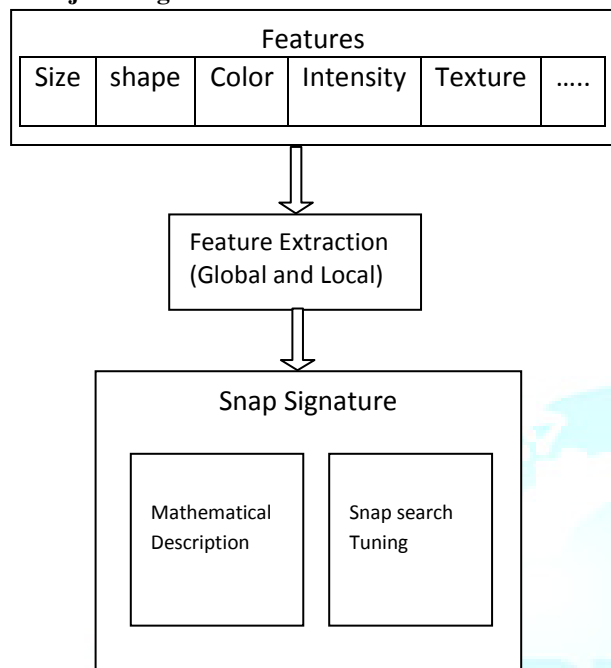 Features
Size shape Color Intensity Texture .....
Feature Extraction
(Global and Local)
Snap Signature
Mathematical
Description
Snap search
Tuning